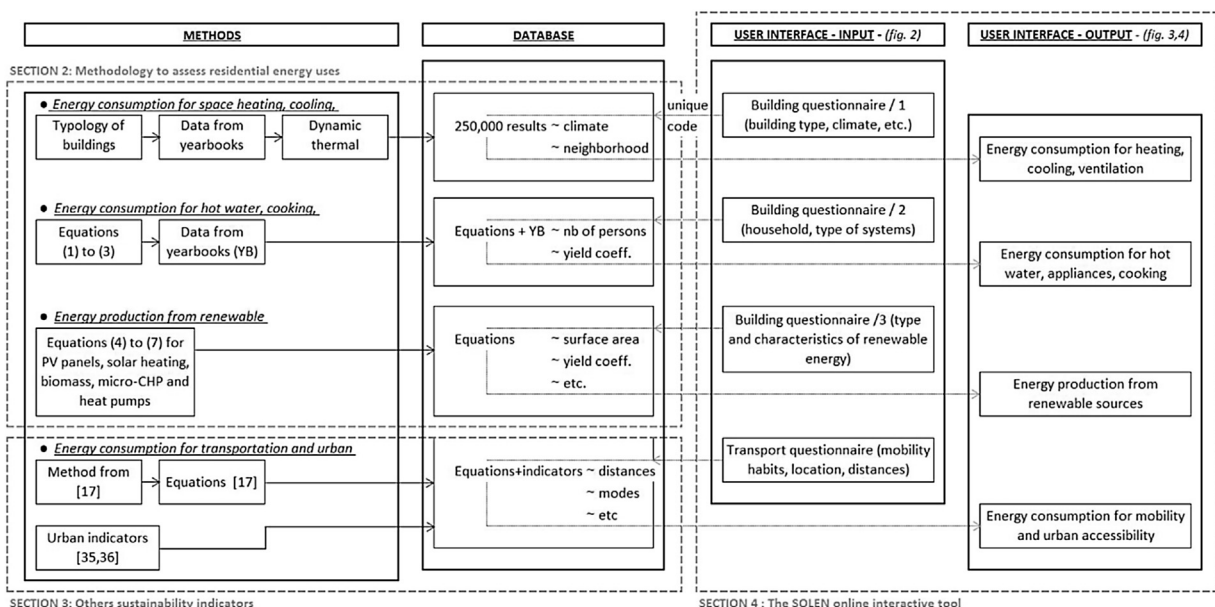 METHODS
DATABASE
USER INTERFACE - INPUT - (fig. 2)
USER INTERFACE - OUTPUT - (fig. 3,4)
SECTION 2: Methodology to assess residential energy uses
• Energy consumption for space heating, cooling,
Typology of
buildings
Data from
yearbooks
Dynamic
thermal
250,000 results ~ climate
~ neighborhood
unique
code
Building questionnaire / 1
(building type, climate, etc.)
Energy consumption for heating,
cooling, ventilation
• Energy consumption for hot water, cooking,
Equations
(1) to (3)
Data from
yearbooks (YB)
Equations + YB ~ nb of persons
~ yield coeff.
Building questionnaire / 2
(household, type of systems)
Energy consumption for hot
water, appliances, cooking
• Energy production from renewable
Equations (4) to (7) for
PV panels, solar heating,
biomass, micro-CHP and
heat pumps
Equations ~ surface area
~ yield coeff.
~ etc.
Building questionnaire /3 (type
and characteristics of renewable
energy)
Energy production from
renewable sources
• Energy consumption for transportation and urban
Method from
[17]
Equations [17]
Urban indicators
[35,36]
Equations+indicators ~ distances
~ modes
~ etc
Transport questionnaire (mobility
habits, location, distances)
Energy consumption for mobility
and urban accessibility
SECTION 3: Others sustainability indicators
SECTION 4 : The SOLEN online interactive tool